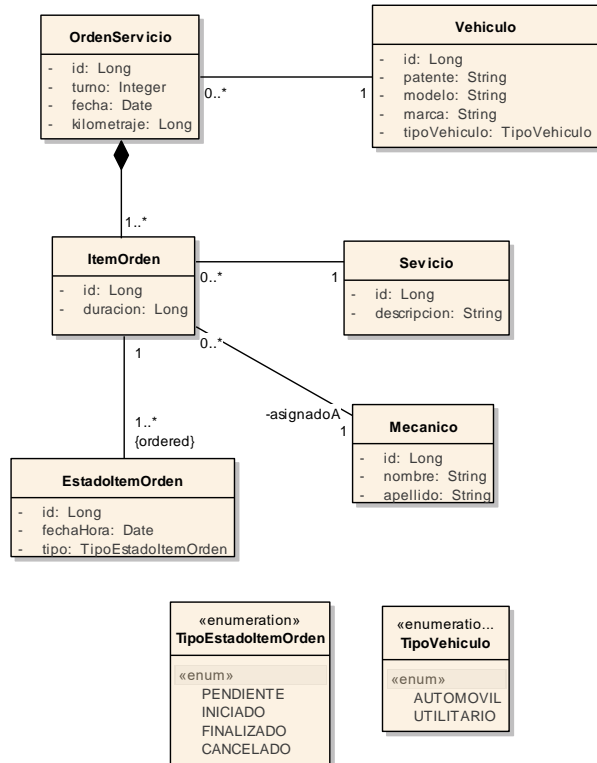 OrdenServicio
- id: Long
- turno: Integer
- fecha: Date
- kilometraje: Long
Vehiculo
- id: Long
- patente: String
- modelo: String
- marca: String
- tipoVehiculo: TipoVehiculo
0..*
1
1..*
ItemOrden
- id: Long
- duracion: Long
0..*
1
Sevicio
- id: Long
- descripcion: String
1
0..*
-asignadoA
1
Mecanico
- id: Long
- nombre: String
- apellido: String
1..*
{ordered}
EstadoItemOrden
- id: Long
- fechaHora: Date
- tipo: TipoEstadoItemOrden
«enumeration»
TipoEstadoItemOrden
«enum»
PENDIENTE
INICIADO
FINALIZADO
CANCELADO
«enumeratio...
TipoVehiculo
«enum»
AUTOMOVIL
UTILITARIO